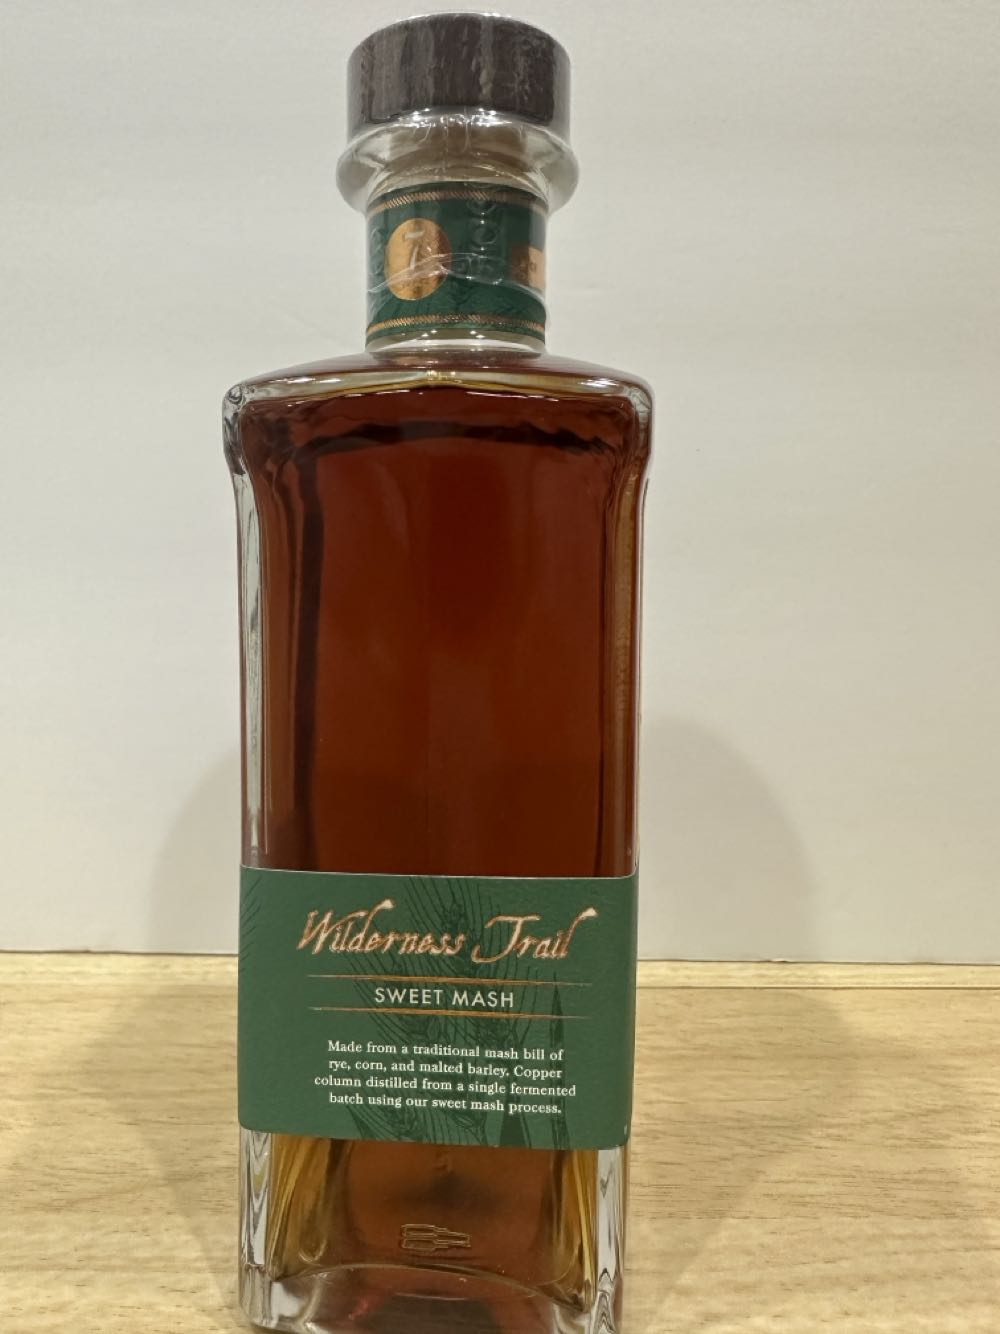 7
Wilderness Trail
SWEET MASH
Made from a traditional mash bill of
rye, corn, and malted barley. Copper
column distilled from a single fermented
batch using our sweet mash process.